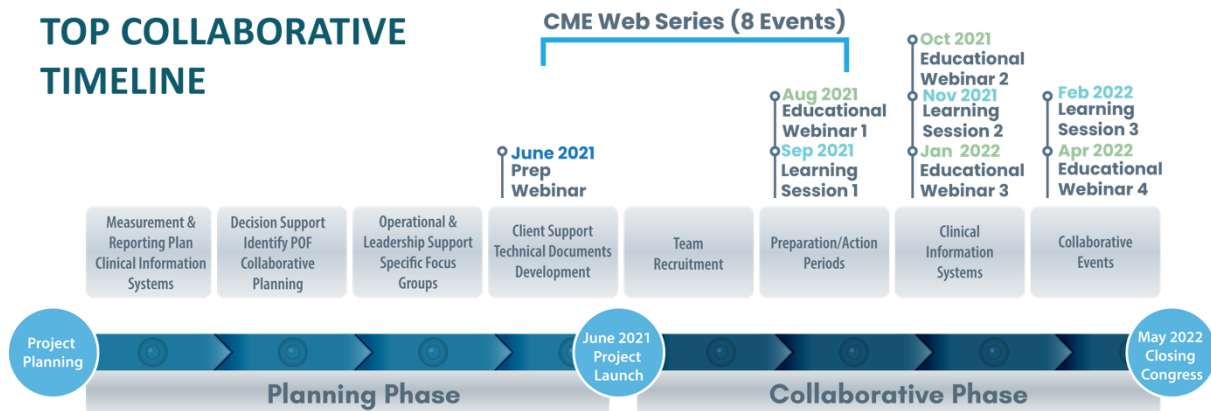 TOP COLLABORATIVE
TIMELINE
CME Web Series (8 Events)
June 2021
Prep
Webinar
Aug 2021
Educational
Webinar 1
Sep 2021
Learning
Session 1
Oct 2021
Educational
Webinar 2
Nov 2021
Learning
Session 2
Jan 2022
Educational
Webinar 3
Feb 2022
Learning
Session 3
Apr 2022
Educational
Webinar 4
Measurement &
Reporting Plan
Clinical Information
Systems
Decision Support
Identify POF
Collaborative
Planning
Operational &
Leadership Support
Specific Focus
Groups
Client Support
Technical Documents
Development
Team
Recruitment
Preparation/Action
Periods
Clinical
Information
Systems
Collaborative
Events
Project
Planning
June 2021
Project
Launch
May 2022
Closing
Congress
Planning Phase
Collaborative Phase